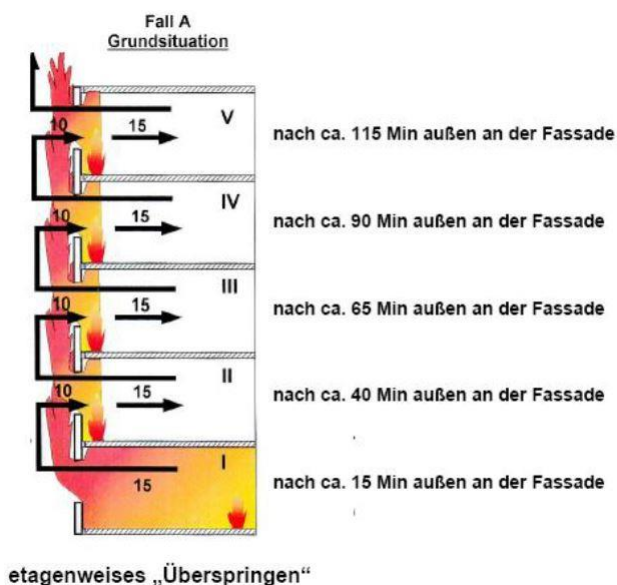 Fall A
Grundsituation
10 15 V nach ca. 115 Min außen an der Fassade
10 15 IV nach ca. 90 Min außen an der Fassade
10 15 III nach ca. 65 Min außen an der Fassade
10 15 II nach ca. 40 Min außen an der Fassade
15 I nach ca. 15 Min außen an der Fassade
etagenweises „Überspringen“